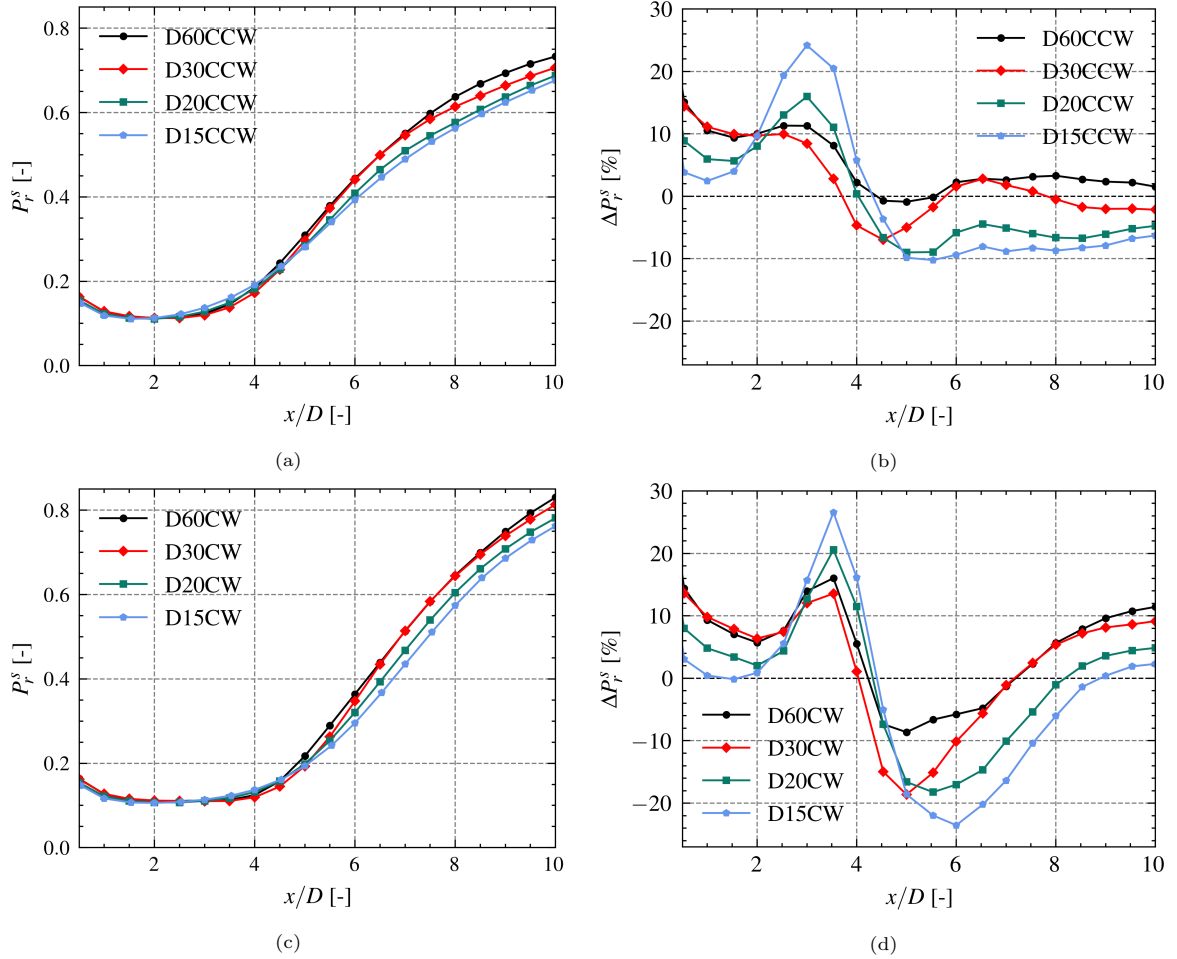 0.8
0.6
0.4
0.2
0.0
P_r^s [-]
D60CCW
D30CCW
D20CCW
D15CCW
2 4 6 8 10
x/D [-]
(a)
30
20
10
0
−10
−20
ΔP_r^s [%]
D60CCW
D30CCW
D20CCW
D15CCW
2 4 6 8 10
x/D [-]
(b)
0.8
0.6
0.4
0.2
0.0
P_r^s [-]
D60CW
D30CW
D20CW
D15CW
2 4 6 8 10
x/D [-]
(c)
30
20
10
0
−10
−20
ΔP_r^s [%]
D60CW
D30CW
D20CW
D15CW
2 4 6 8 10
x/D [-]
(d)